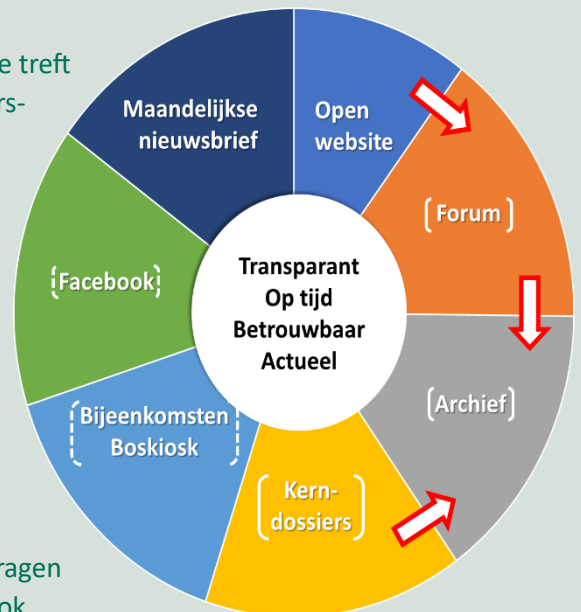 e treft
rs-
Maandelijkse
nieuwsbrief
Open
website
[Forum]
[Facebook]
Transparant
Op tijd
Betrouwbaar
Actueel
[Archief]
[Bijeenkomsten
Boskiosk]
[Kern-
dossiers]
ragen
ok